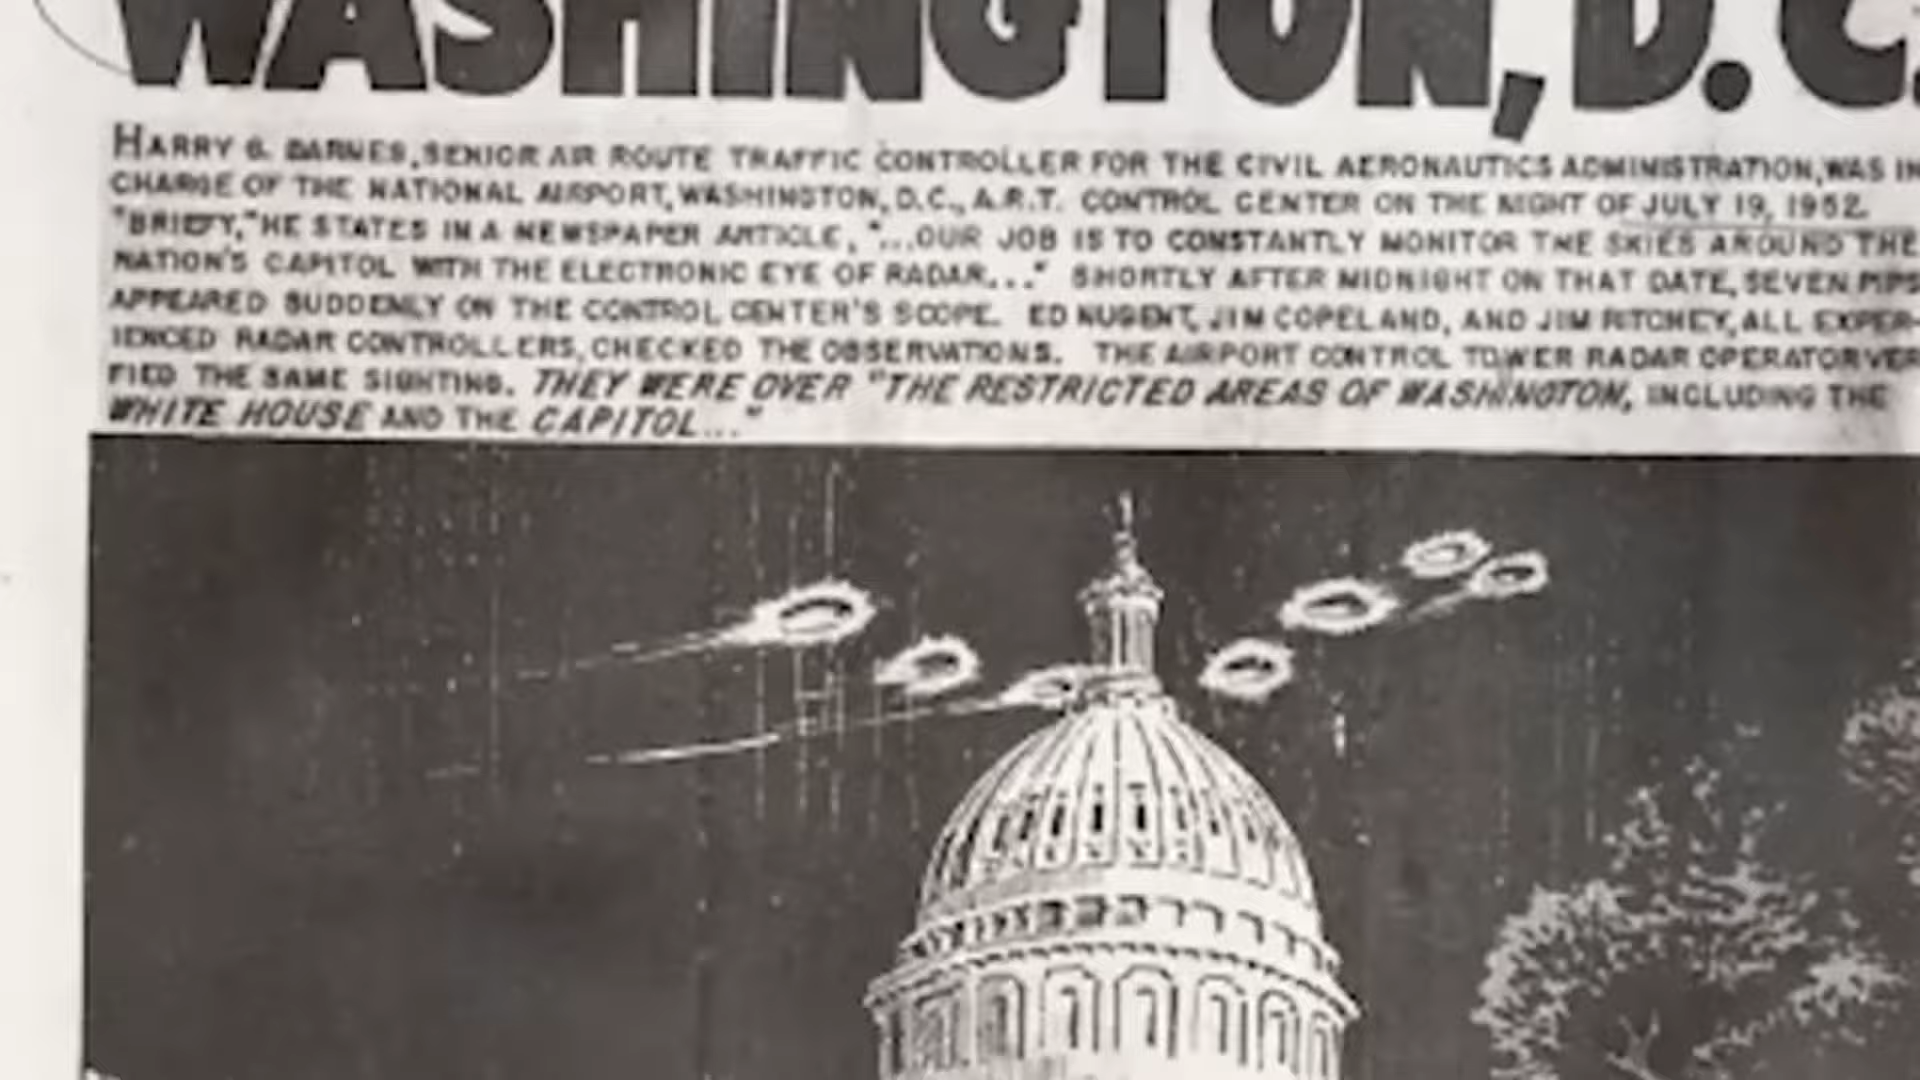 WASHINGTON, D.C.
HARRY G. BARNES, SENIOR AIR ROUTE TRAFFIC CONTROLLER FOR THE CIVIL AERONAUTICS ADMINISTRATION, WAS IN
CHARGE OF THE NATIONAL AIRPORT, WASHINGTON, D.C., A.R.T. CONTROL CENTER ON THE NIGHT OF JULY 19, 1952.
"BRIEFY," HE STATES IN A NEWSPAPER ARTICLE, "...OUR JOB IS TO CONSTANTLY MONITOR THE SKIES AROUND THE
NATION'S CAPITOL WITH THE ELECTRONIC EYE OF RADAR..." SHORTLY AFTER MIDNIGHT ON THAT DATE, SEVEN PIPS
APPEARED SUDDENLY ON THE CONTROL CENTER'S SCOPE. ED NUGENT, JIM COPELAND, AND JIM RITCHEY, ALL EXPER-
IENCED RADAR CONTROLLERS, CHECKED THE OBSERVATIONS. THE AIRPORT CONTROL TOWER RADAR OPERATOR VER
FIED THE SAME SIGHTING. THEY WERE OVER "THE RESTRICTED AREAS OF WASHINGTON, INCLUDING THE
WHITE HOUSE AND THE CAPITOL..."